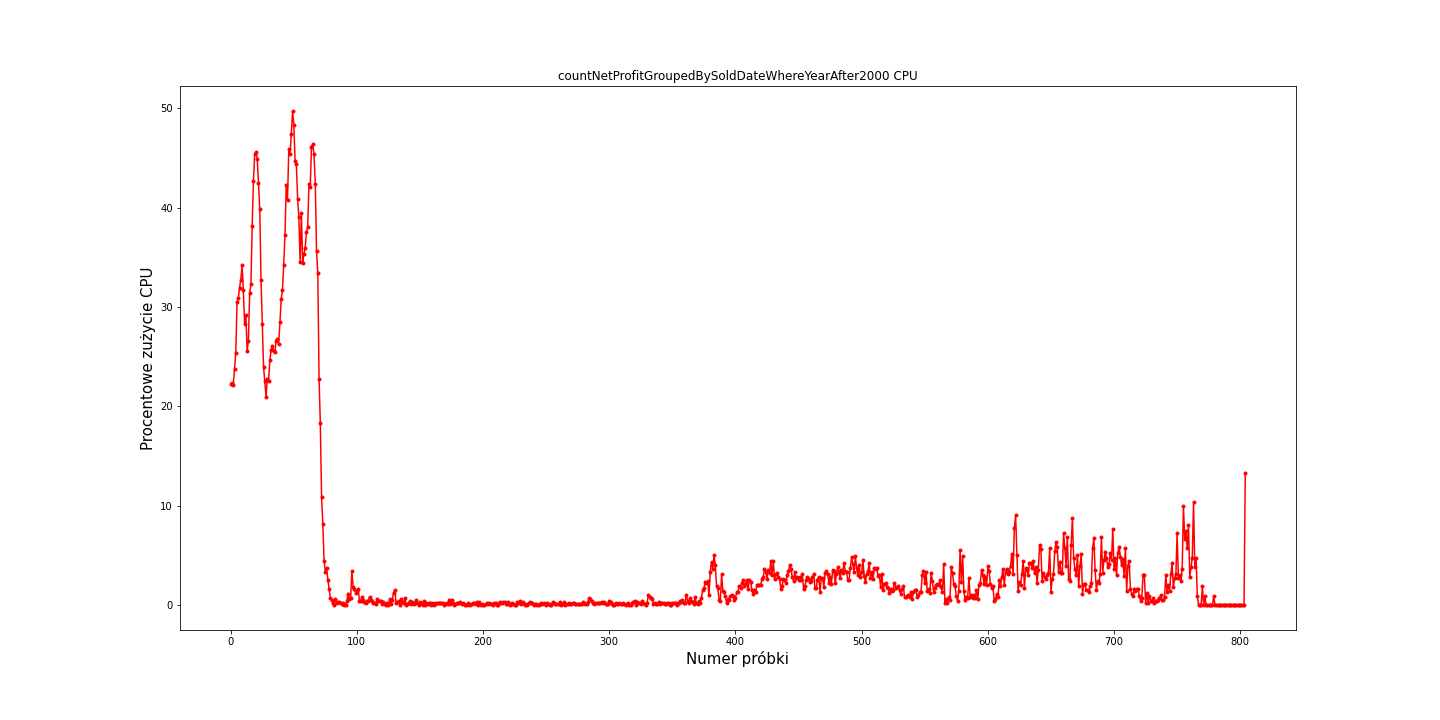 countNetProfitGroupedBySoldDateWhereYearAfter2000 CPU
50
40
30
20
10
0
Procentowe zużycie CPU
0 100 200 300 400 500 600 700 800
Numer próbki